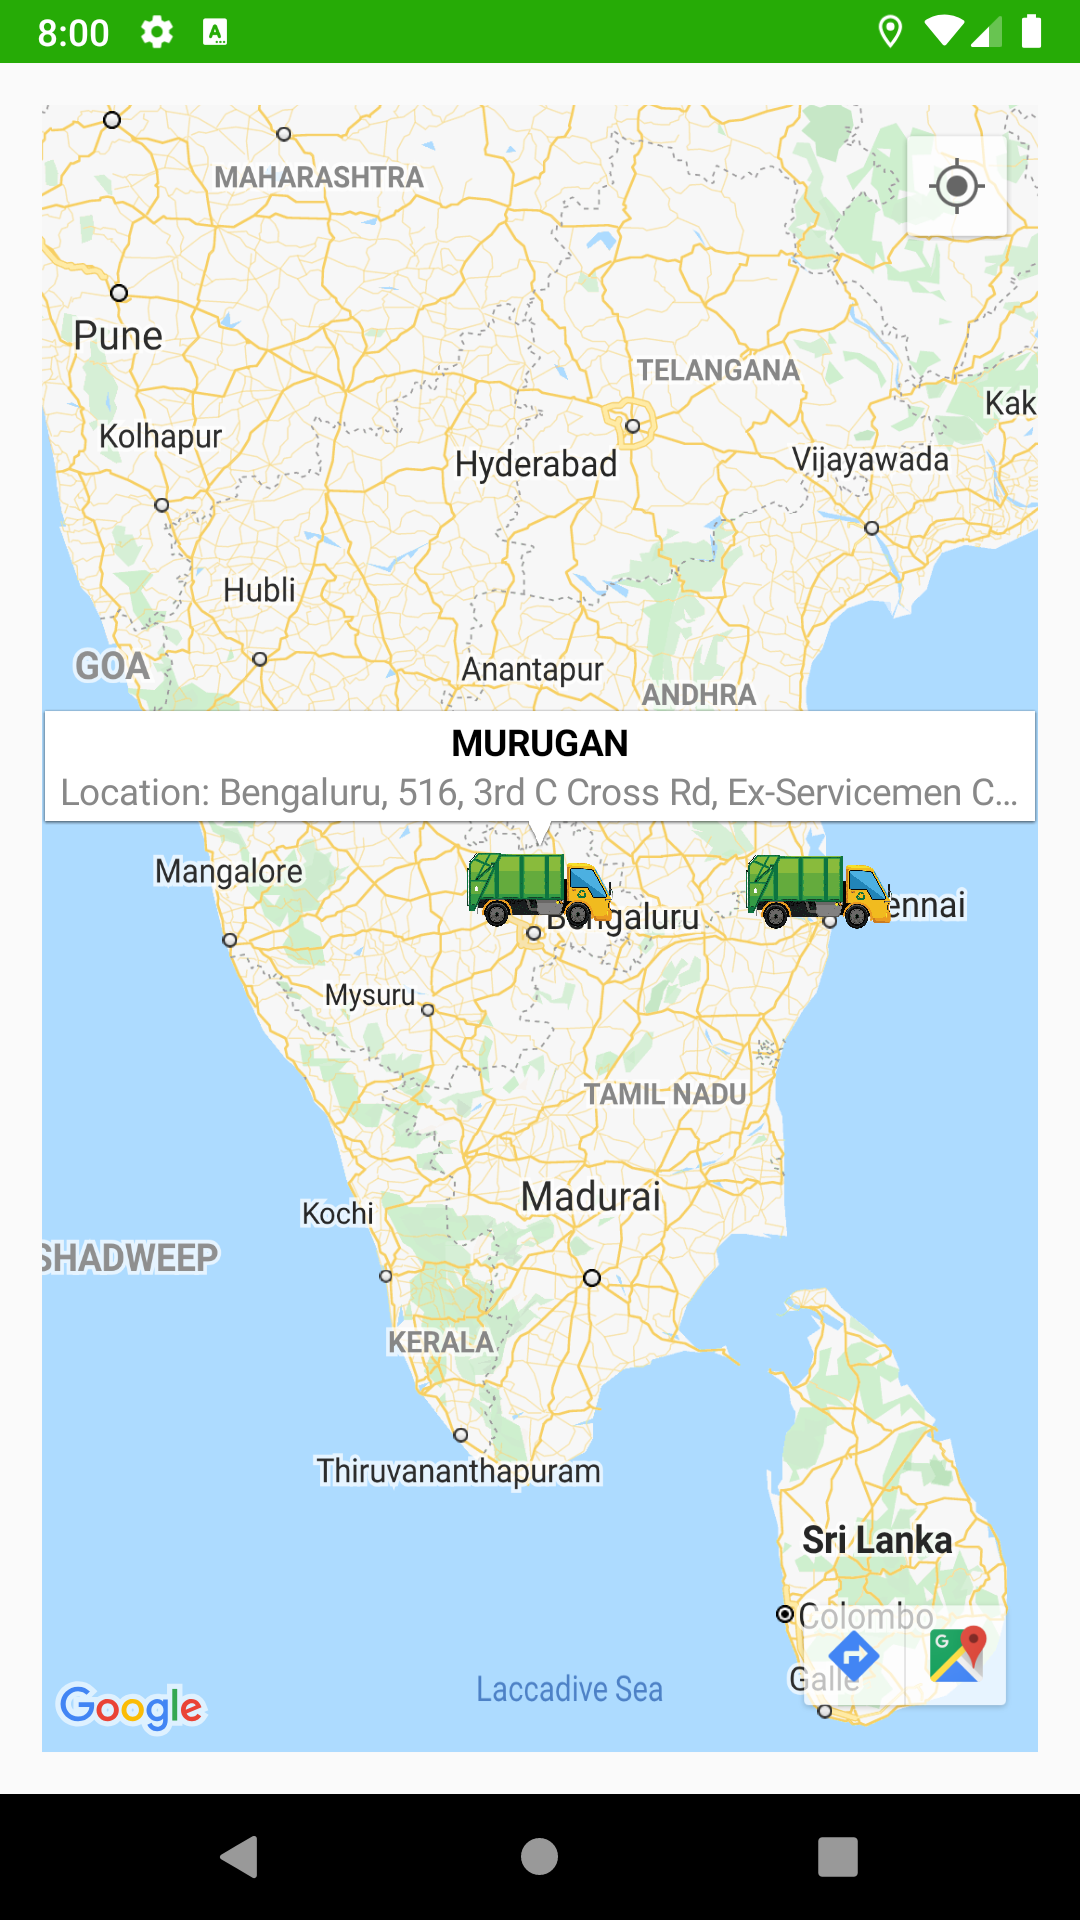 8:00
MAHARASHTRA
Pune
TELANGANA
Kak
Kolhapur
Hyderabad
Vijayawada
Hubli
GOA
Anantapur
ANDHRA
MURUGAN
Location: Bengaluru, 516, 3rd C Cross Rd, Ex-Servicemen C...
Mangalore
Bengaluru
ennai
Mysuru
TAMIL NADU
Madurai
Kochi
SHADWEEP
KERALA
Thiruvananthapuram
Sri Lanka
Colombo
Galle
Laccadive Sea
Google